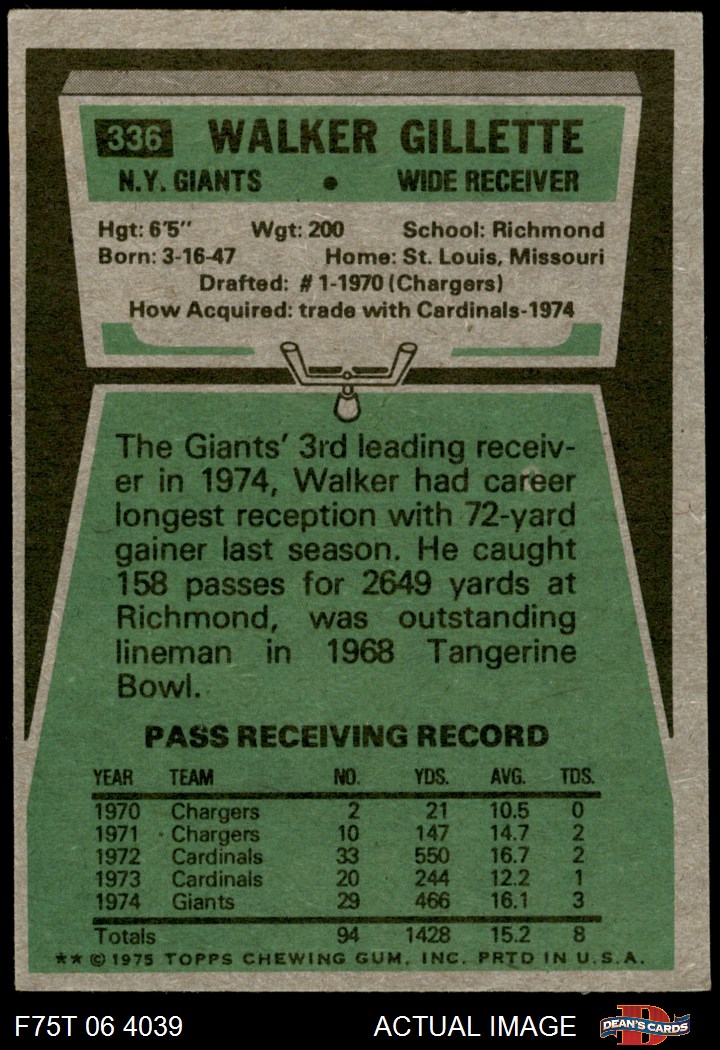 336 WALKER GILLETTE
N.Y. GIANTS • WIDE RECEIVER
Hgt: 6'5" Wgt: 200 School: Richmond
Born: 3-16-47 Home: St. Louis, Missouri
Drafted: #1-1970 (Chargers)
How Acquired: trade with Cardinals-1974
The Giants' 3rd leading receiv-
er in 1974, Walker had career
longest reception with 72-yard
gainer last season. He caught
158 passes for 2649 yards at
Richmond, was outstanding
lineman in 1968 Tangerine
Bowl.
PASS RECEIVING RECORD
YEAR TEAM NO. YDS. AVG. TDS.
1970 Chargers 2 21 10.5 0
1971 Chargers 10 147 14.7 2
1972 Cardinals 33 550 16.7 2
1973 Cardinals 20 244 12.2 1
1974 Giants 29 466 16.1 3
Totals 94 1428 15.2 8
** © 1975 TOPPS CHEWING GUM, INC. PRTD IN U.S.A.
F75T 06 4039 ACTUAL IMAGE D DEAN'S CARDS